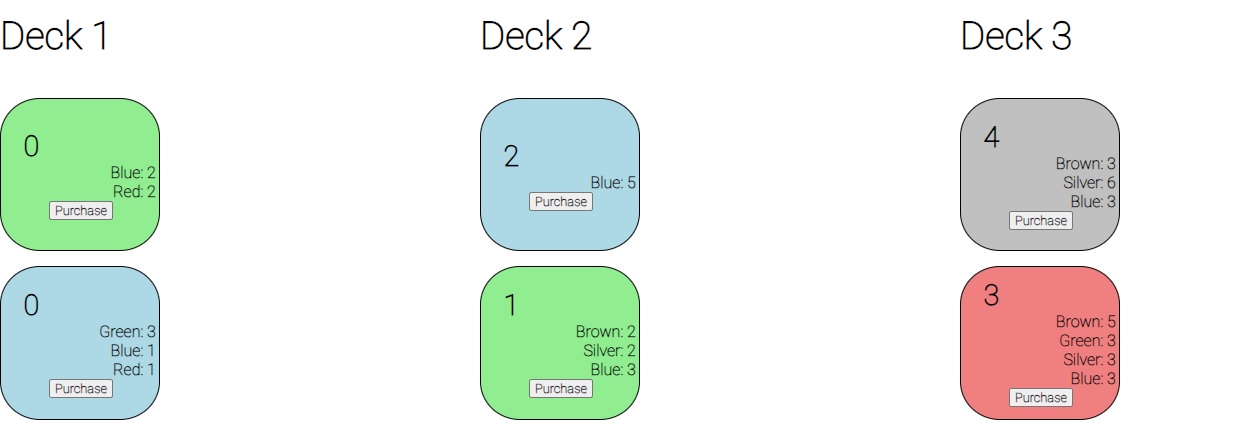 Deck 1
0
Blue: 2
Red: 2
Purchase
0
Green: 3
Blue: 1
Red: 1
Purchase
Deck 2
2
Blue: 5
Purchase
1
Brown: 2
Silver: 2
Blue: 3
Purchase
Deck 3
4
Brown: 3
Silver: 6
Blue: 3
Purchase
3
Brown: 5
Green: 3
Silver: 3
Blue: 3
Purchase